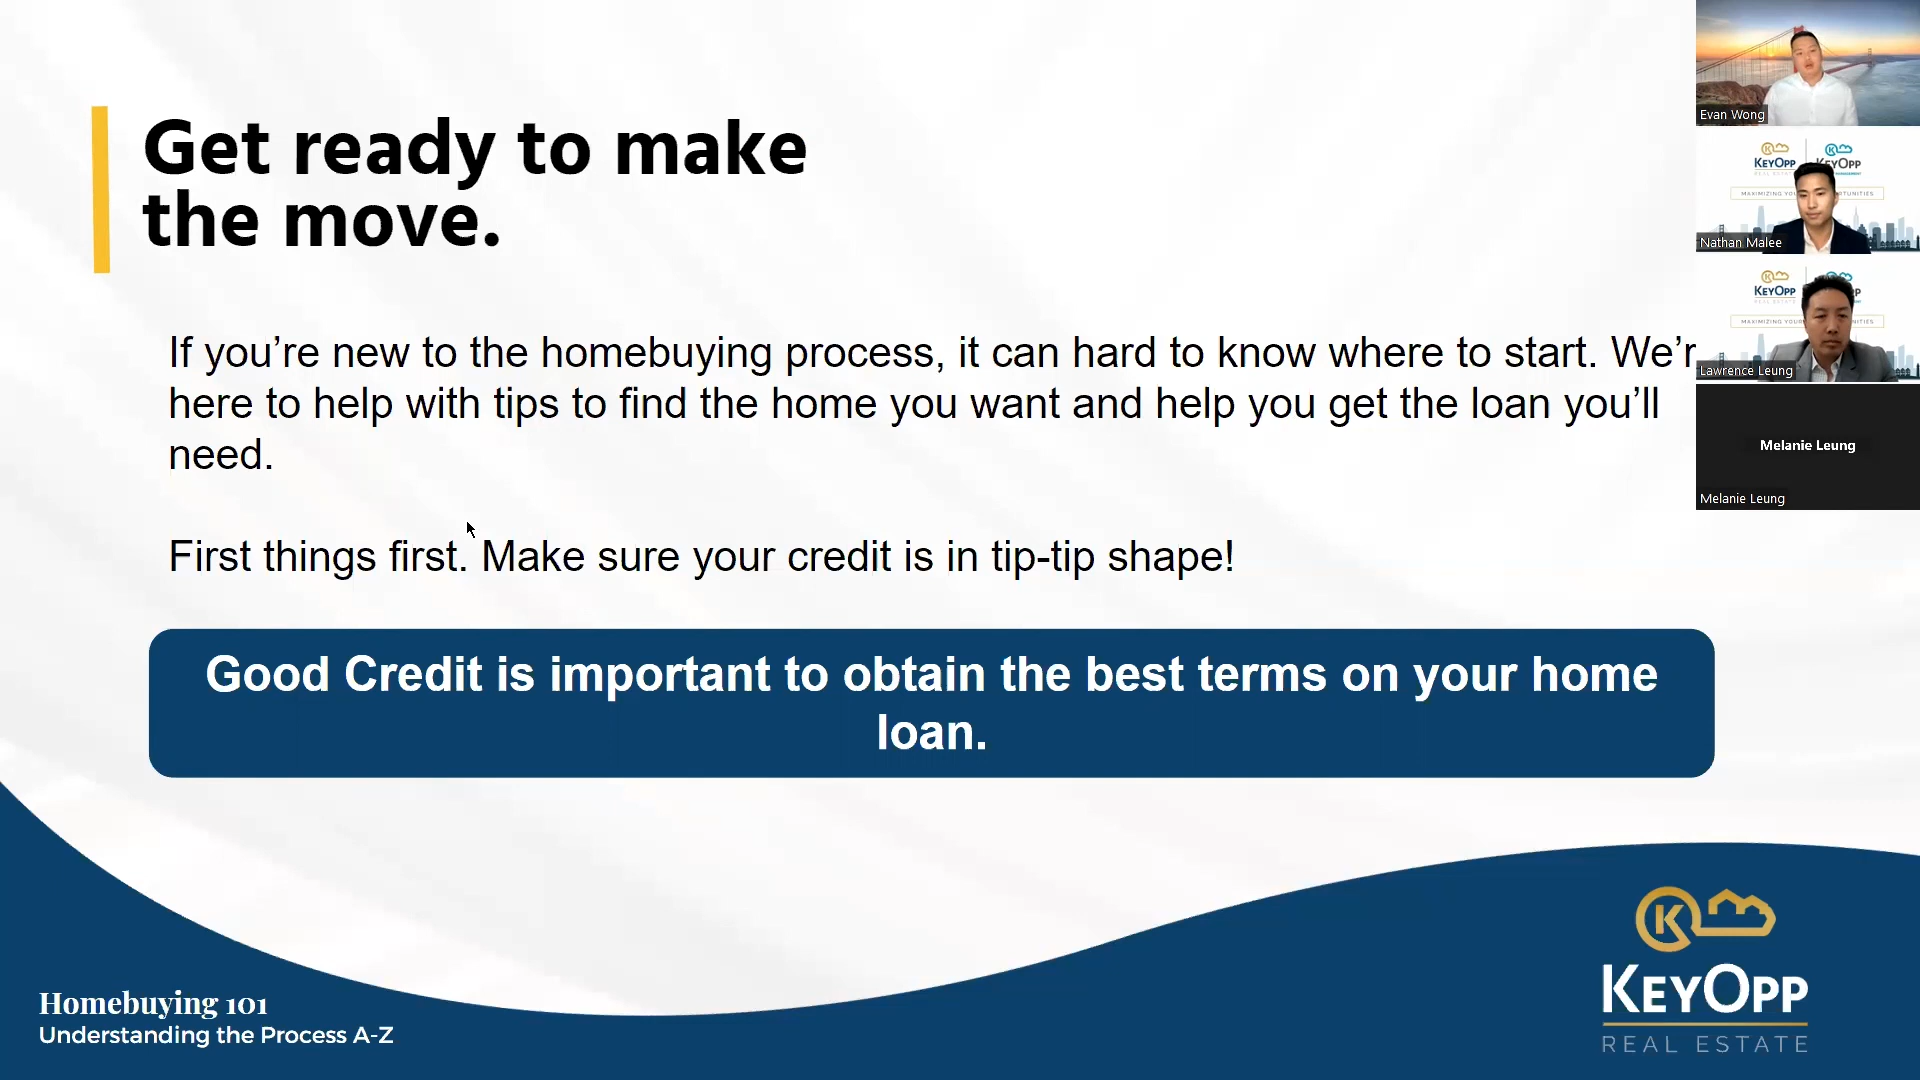 Get ready to make
the move.
If you’re new to the homebuying process, it can hard to know where to start. We’r
here to help with tips to find the home you want and help you get the loan you’ll
need.
First things first. Make sure your credit is in tip-tip shape!
Good Credit is important to obtain the best terms on your home
loan.
Homebuying 101
Understanding the Process A-Z
K
KEYOPP
REAL ESTATE
Evan Wong
KEYOPP
KEYOPP
Nathan Malee
KEYOPP
Lawrence Leung
Melanie Leung
Melanie Leung